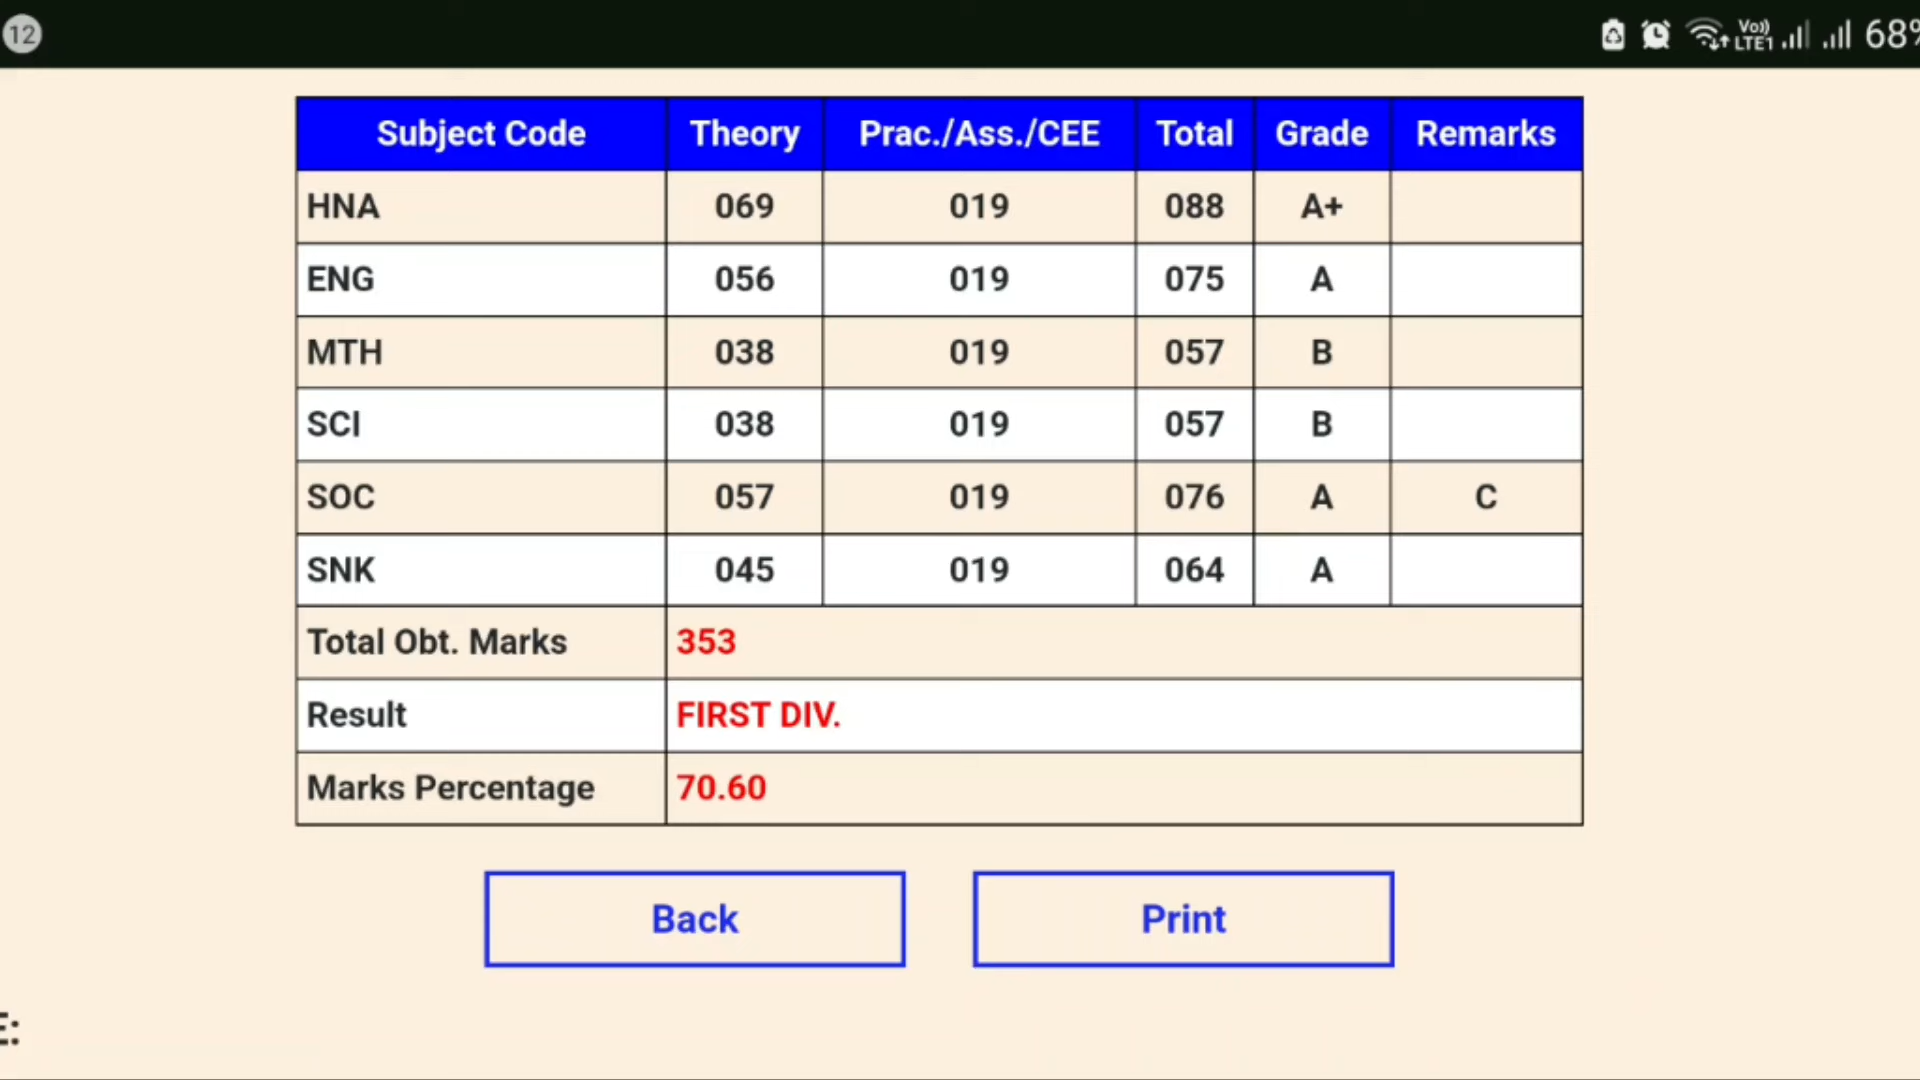 12
Vo)) LTE1 68%
Subject Code Theory Prac./Ass./CEE Total Grade Remarks
HNA 069 019 088 A+
ENG 056 019 075 A
MTH 038 019 057 B
SCI 038 019 057 B
SOC 057 019 076 A C
SNK 045 019 064 A
Total Obt. Marks 353
Result FIRST DIV.
Marks Percentage 70.60
Back Print
E: